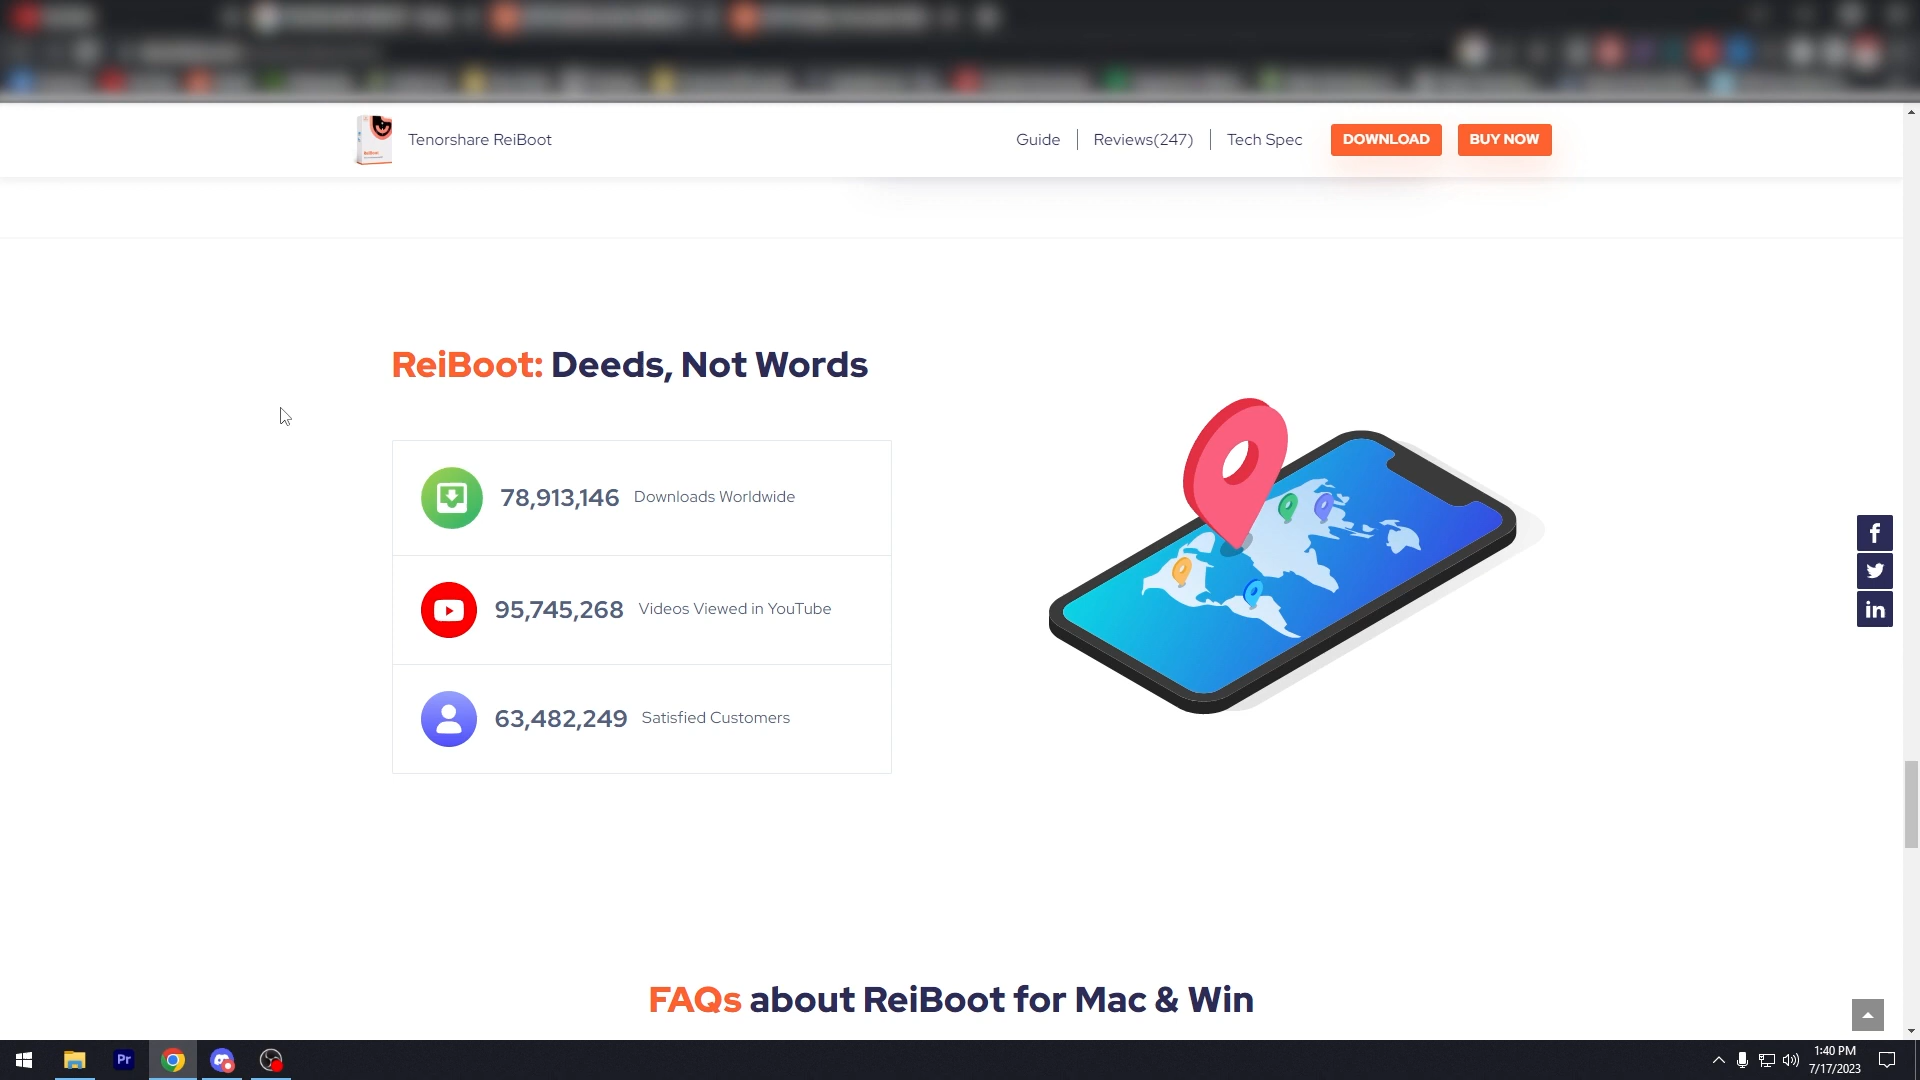 Tenorshare ReiBoot
Guide
Reviews(247)
Tech Spec
DOWNLOAD
BUY NOW
ReiBoot: Deeds, Not Words
78,913,146 Downloads Worldwide
95,745,268 Videos Viewed in YouTube
63,482,249 Satisfied Customers
FAQs about ReiBoot for Mac & Win
Pr
1:40 PM
7/17/2023